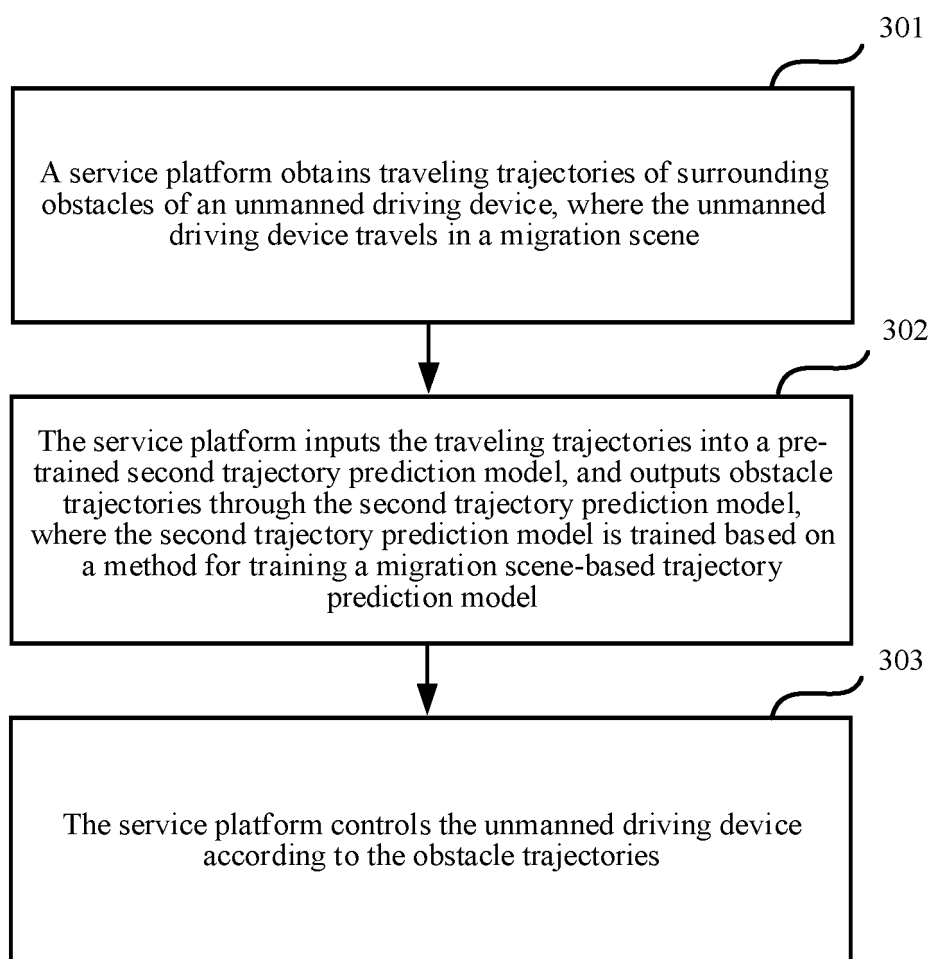 301
A service platform obtains traveling trajectories of surrounding
obstacles of an unmanned driving device, where the unmanned
driving device travels in a migration scene
302
The service platform inputs the traveling trajectories into a pre-
trained second trajectory prediction model, and outputs obstacle
trajectories through the second trajectory prediction model,
where the second trajectory prediction model is trained based on
a method for training a migration scene-based trajectory
prediction model
303
The service platform controls the unmanned driving device
according to the obstacle trajectories